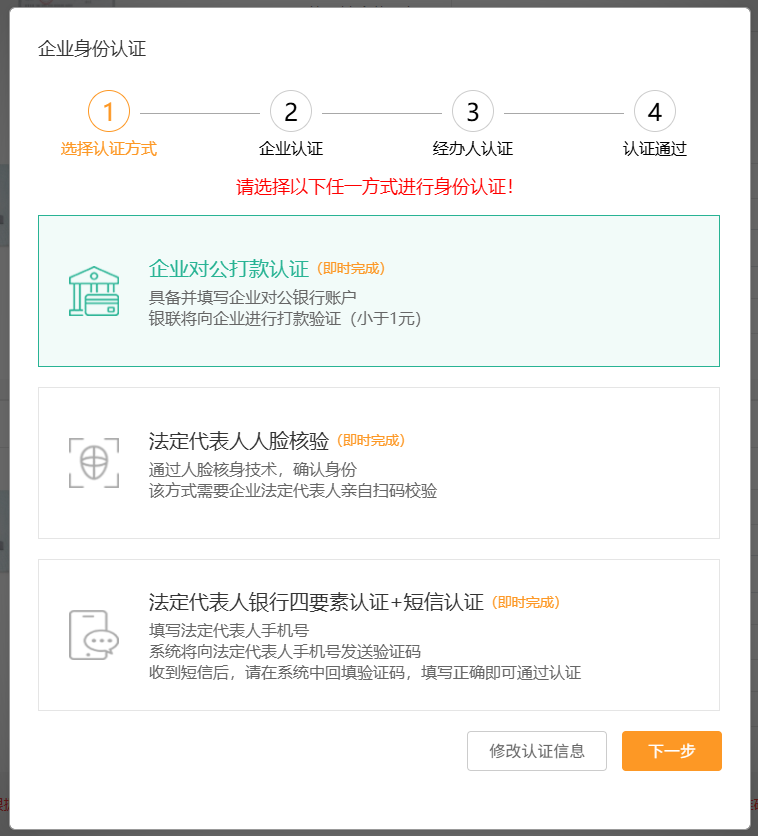 企业身份认证
1
2
3
4
选择认证方式
企业认证
经办人认证
认证通过
请选择以下任一方式进行身份认证！
企业对公打款认证（即时完成）
具备并填写企业对公银行账户
银联将向企业进行打款验证（小于1元）
法定代表人人脸核验（即时完成）
通过人脸核身技术，确认身份
该方式需要企业法定代表人亲自扫码校验
法定代表人银行四要素认证+短信认证（即时完成）
填写法定代表人手机号
系统将向法定代表人手机号发送验证码
收到短信后，请在系统中回填验证码，填写正确即可通过认证
修改认证信息
下一步